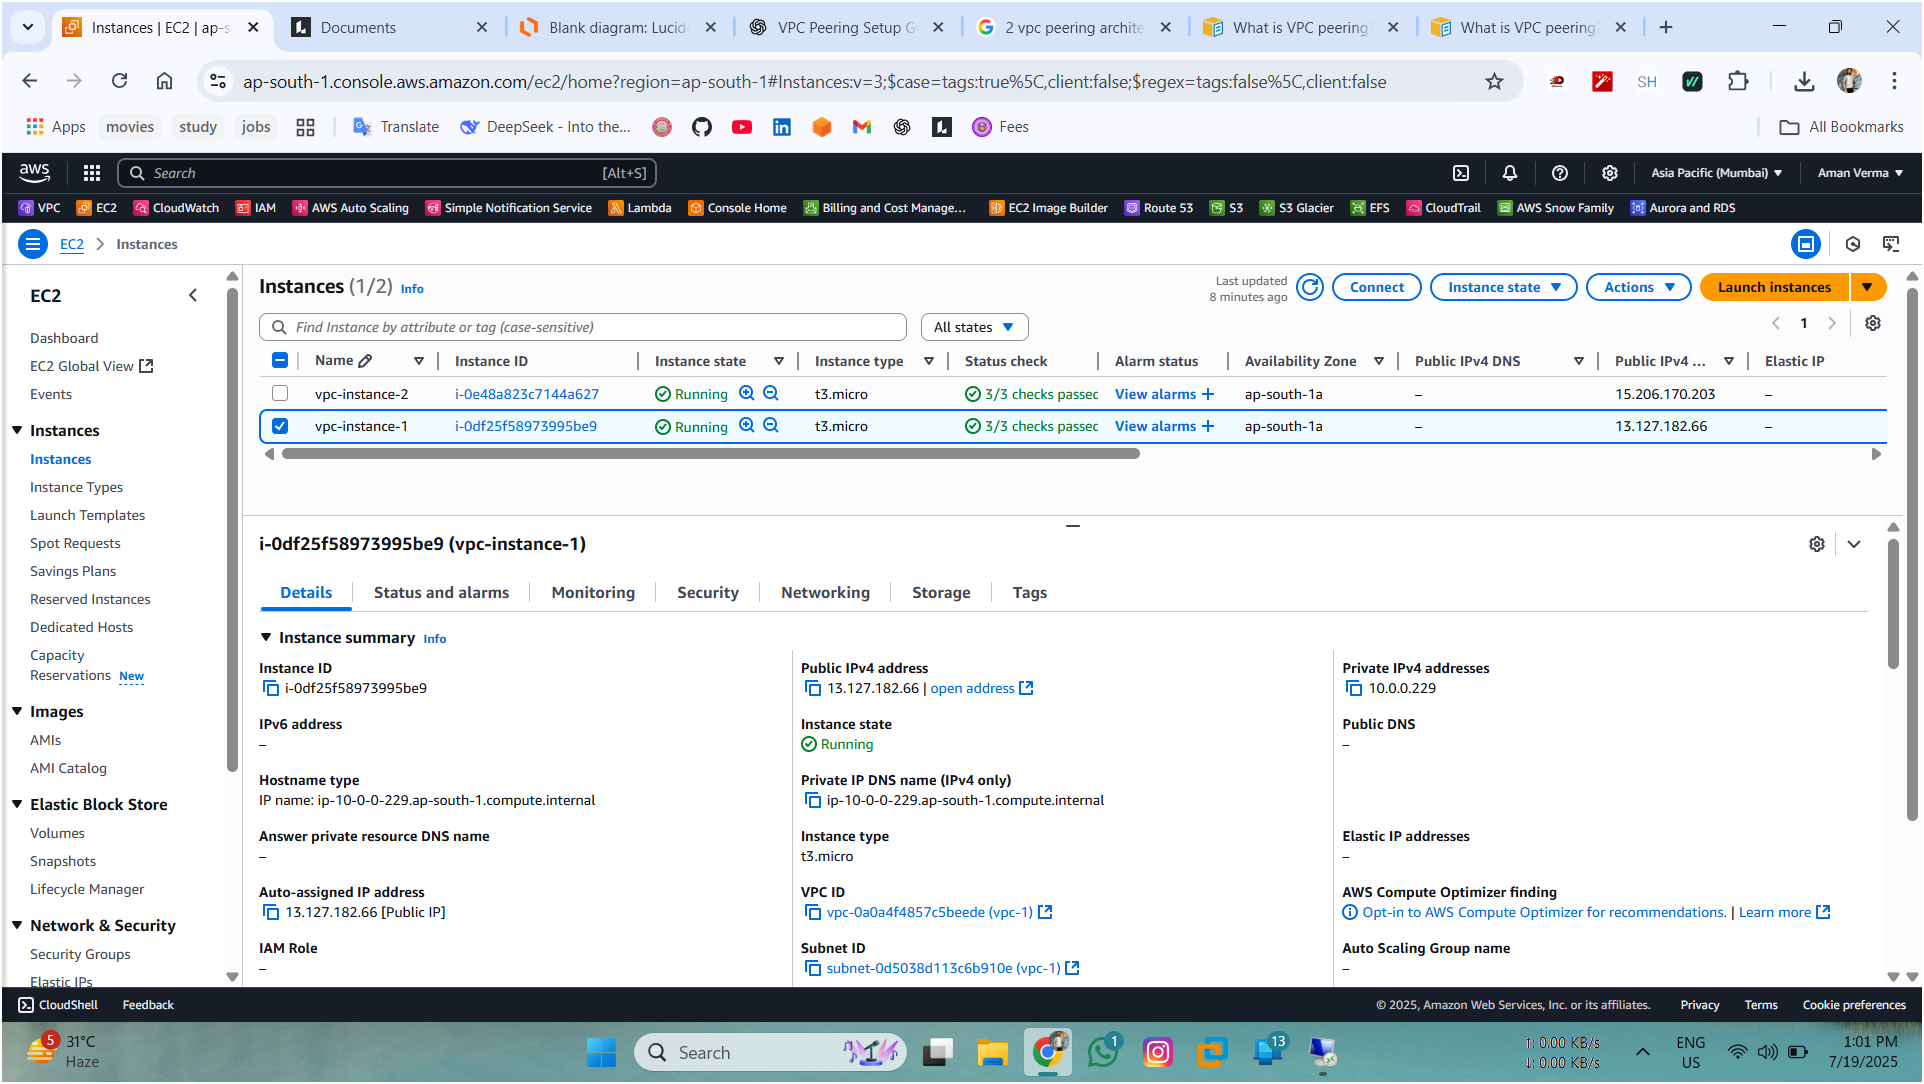 Instances | EC2 | ap-s
Documents
Blank diagram: Lucid
VPC Peering Setup G
2 vpc peering archite
What is VPC peering
What is VPC peering
ap-south-1.console.aws.amazon.com/ec2/home?region=ap-south-1#Instances:v=3;$case=tags:true%5C,client:false;$regex=tags:false%5C,client:false
SH
Apps
movies
study
jobs
Translate
DeepSeek - Into the...
Fees
All Bookmarks
aws
Search
[Alt+S]
Asia Pacific (Mumbai)
Aman Verma
VPC
EC2
CloudWatch
IAM
AWS Auto Scaling
Simple Notification Service
Lambda
Console Home
Billing and Cost Manage...
EC2 Image Builder
Route 53
S3
S3 Glacier
EFS
CloudTrail
AWS Snow Family
Aurora and RDS
EC2
Instances
EC2
Dashboard
EC2 Global View
Events
Instances
Instances
Instance Types
Launch Templates
Spot Requests
Savings Plans
Reserved Instances
Dedicated Hosts
Capacity
Reservations New
Images
AMIs
AMI Catalog
Elastic Block Store
Volumes
Snapshots
Lifecycle Manager
Network & Security
Security Groups
Elastic IPs
Instances (1/2) Info
Last updated
8 minutes ago
Connect
Instance state
Actions
Launch instances
Find Instance by attribute or tag (case-sensitive)
All states
1
Name Instance ID Instance state Instance type Status check Alarm status Availability Zone Public IPv4 DNS Public IPv4 ... Elastic IP
vpc-instance-2 i-0e48a823c7144a627 Running t3.micro 3/3 checks passed View alarms + ap-south-1a – 15.206.170.203 –
vpc-instance-1 i-0df25f58973995be9 Running t3.micro 3/3 checks passed View alarms + ap-south-1a – 13.127.182.66 –
i-0df25f58973995be9 (vpc-instance-1)
Details
Status and alarms
Monitoring
Security
Networking
Storage
Tags
Instance summary Info
Instance ID
i-0df25f58973995be9
IPv6 address
–
Hostname type
IP name: ip-10-0-0-229.ap-south-1.compute.internal
Answer private resource DNS name
–
Auto-assigned IP address
13.127.182.66 [Public IP]
IAM Role
–
Public IPv4 address
13.127.182.66 | open address
Instance state
Running
Private IP DNS name (IPv4 only)
ip-10-0-0-229.ap-south-1.compute.internal
Instance type
t3.micro
VPC ID
vpc-0a0a4f4857c5beede (vpc-1)
Subnet ID
subnet-0d5038d113c6b910e (vpc-1)
Private IPv4 addresses
10.0.0.229
Public DNS
–
Elastic IP addresses
–
AWS Compute Optimizer finding
Opt-in to AWS Compute Optimizer for recommendations. | Learn more
Auto Scaling Group name
–
CloudShell
Feedback
© 2025, Amazon Web Services, Inc. or its affiliates.
Privacy
Terms
Cookie preferences
5
31°C
Haze
Search
1
13
↑: 0.00 KB/s
↓: 0.00 KB/s
ENG
US
1:01 PM
7/19/2025